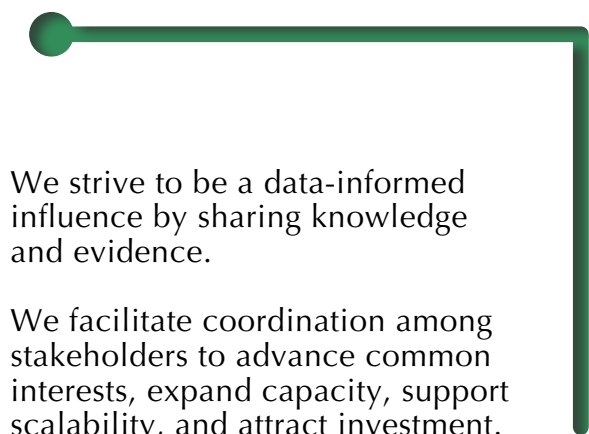 We strive to be a data-informed
influence by sharing knowledge
and evidence.
We facilitate coordination among
stakeholders to advance common
interests, expand capacity, support
scalability, and attract investment.